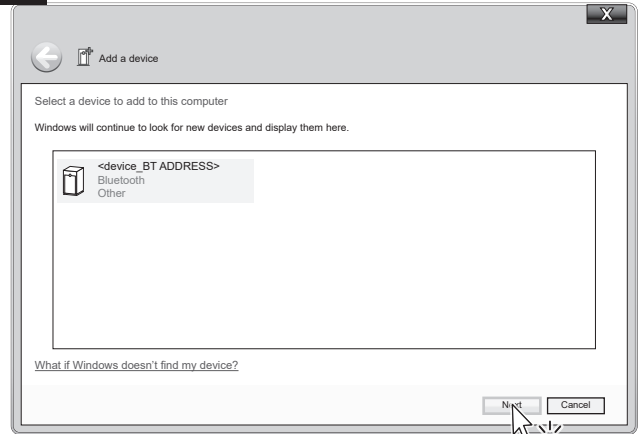 X
Add a device
Select a device to add to this computer
Windows will continue to look for new devices and display them here.
<device_BT ADDRESS>
Bluetooth
Other
What if Windows doesn't find my device?
Next
Cancel